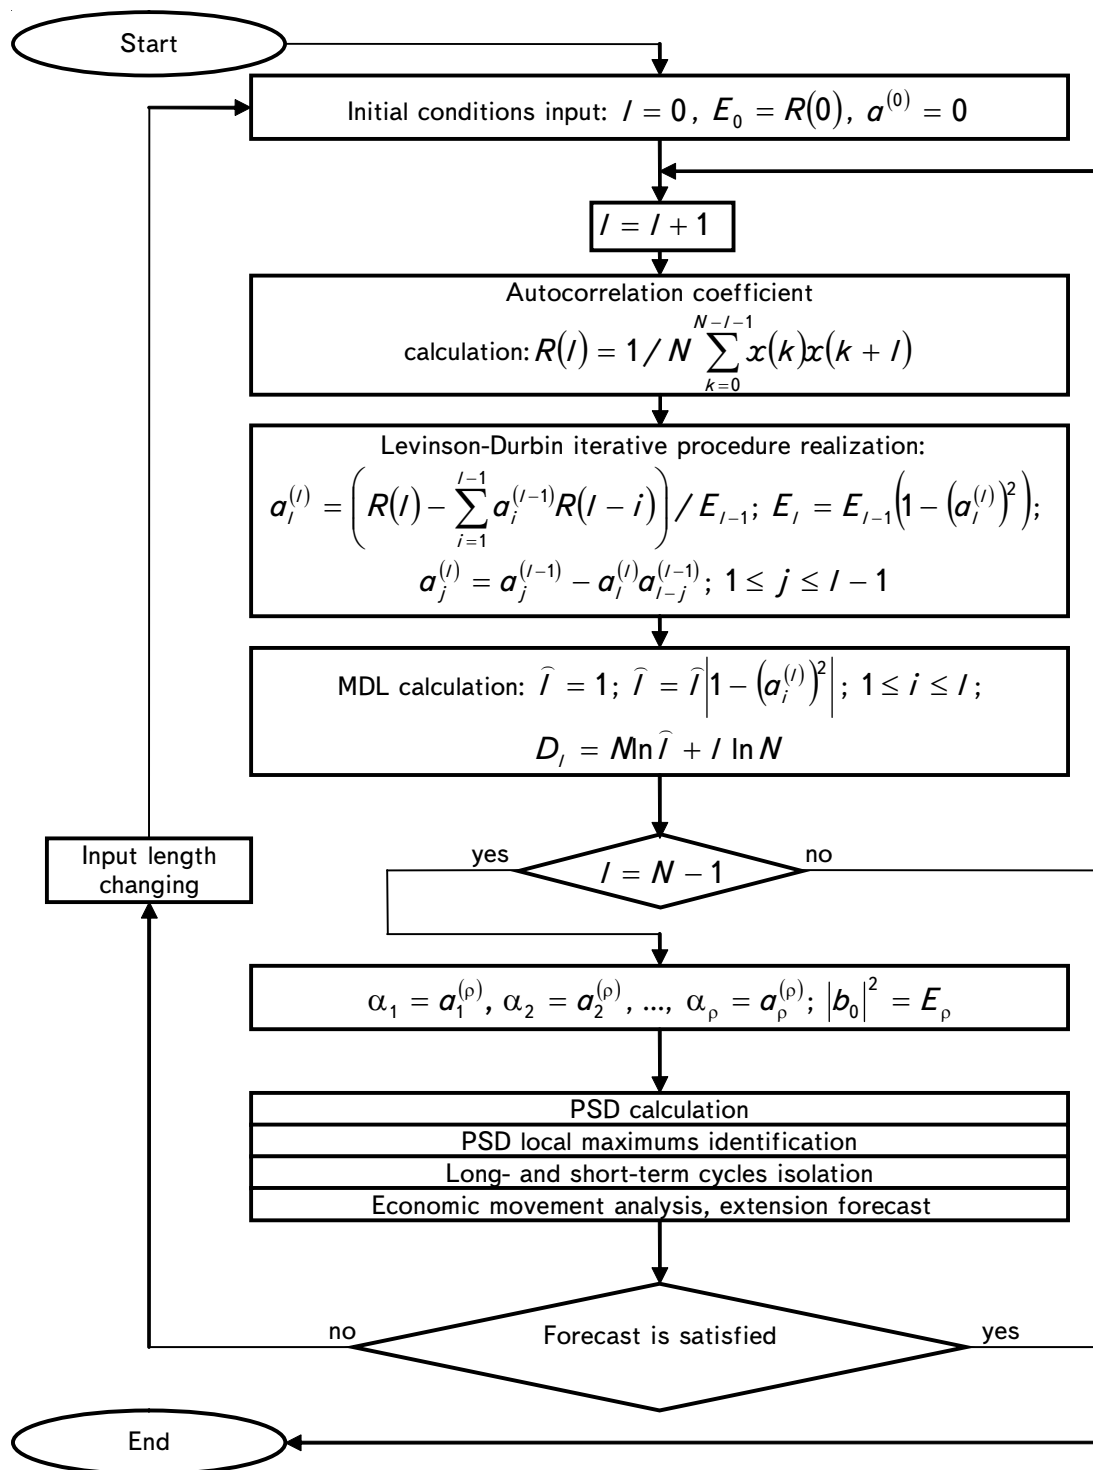 Start
Initial conditions input: l = 0, E₀ = R(0), a⁽⁰⁾ = 0
l = l + 1
Autocorrelation coefficient
calculation: R(l) = 1 / N ∑_{k=0}^{N−l−1} x(k)x(k + l)
Levinson-Durbin iterative procedure realization:
a_l^{(l)} = ( R(l) − ∑_{i=1}^{l−1} a_i^{(l−1)} R(l − i) ) / E_{l−1}; E_l = E_{l−1}(1 − (a_l^{(l)})²);
a_j^{(l)} = a_j^{(l−1)} − a_l^{(l)} a_{l−j}^{(l−1)}; 1 ≤ j ≤ l − 1
MDL calculation: l̂ = 1; l̂ = l̂|1 − (a_i^{(l)})²|; 1 ≤ i ≤ l;
D_l = N ln l̂ + l ln N
Input length
changing
yes
l = N − 1
no
α₁ = a₁^{(ρ)}, α₂ = a₂^{(ρ)}, ..., α_ρ = a_ρ^{(ρ)}; |b₀|² = E_ρ
PSD calculation
PSD local maximums identification
Long- and short-term cycles isolation
Economic movement analysis, extension forecast
no
Forecast is satisfied
yes
End